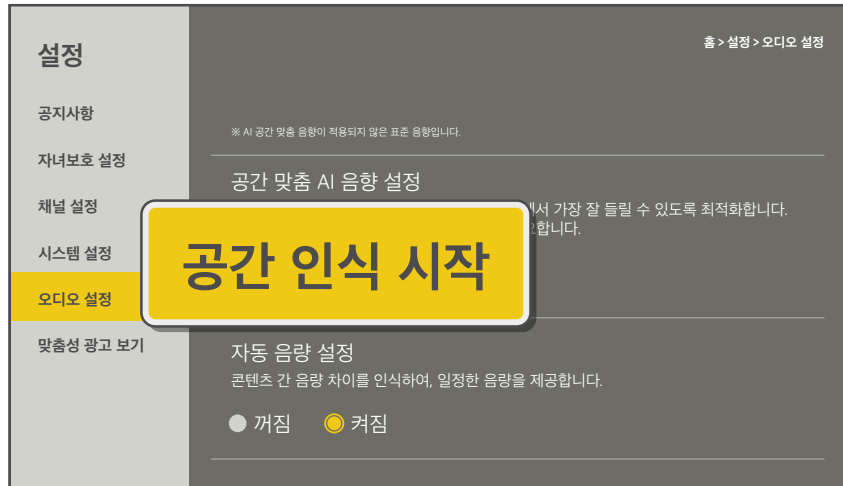 설정
홈 > 설정 > 오디오 설정
공지사항
자녀보호 설정
채널 설정
시스템 설정
오디오 설정
맞춤성 광고 보기
※ AI 공간 맞춤 음향이 적용되지 않은 표준 음향입니다.
공간 맞춤 AI 음향 설정
에서 가장 잘 들릴 수 있도록 최적화합니다.
합니다.
공간 인식 시작
자동 음량 설정
콘텐츠 간 음량 차이를 인식하여, 일정한 음량을 제공합니다.
꺼짐 켜짐